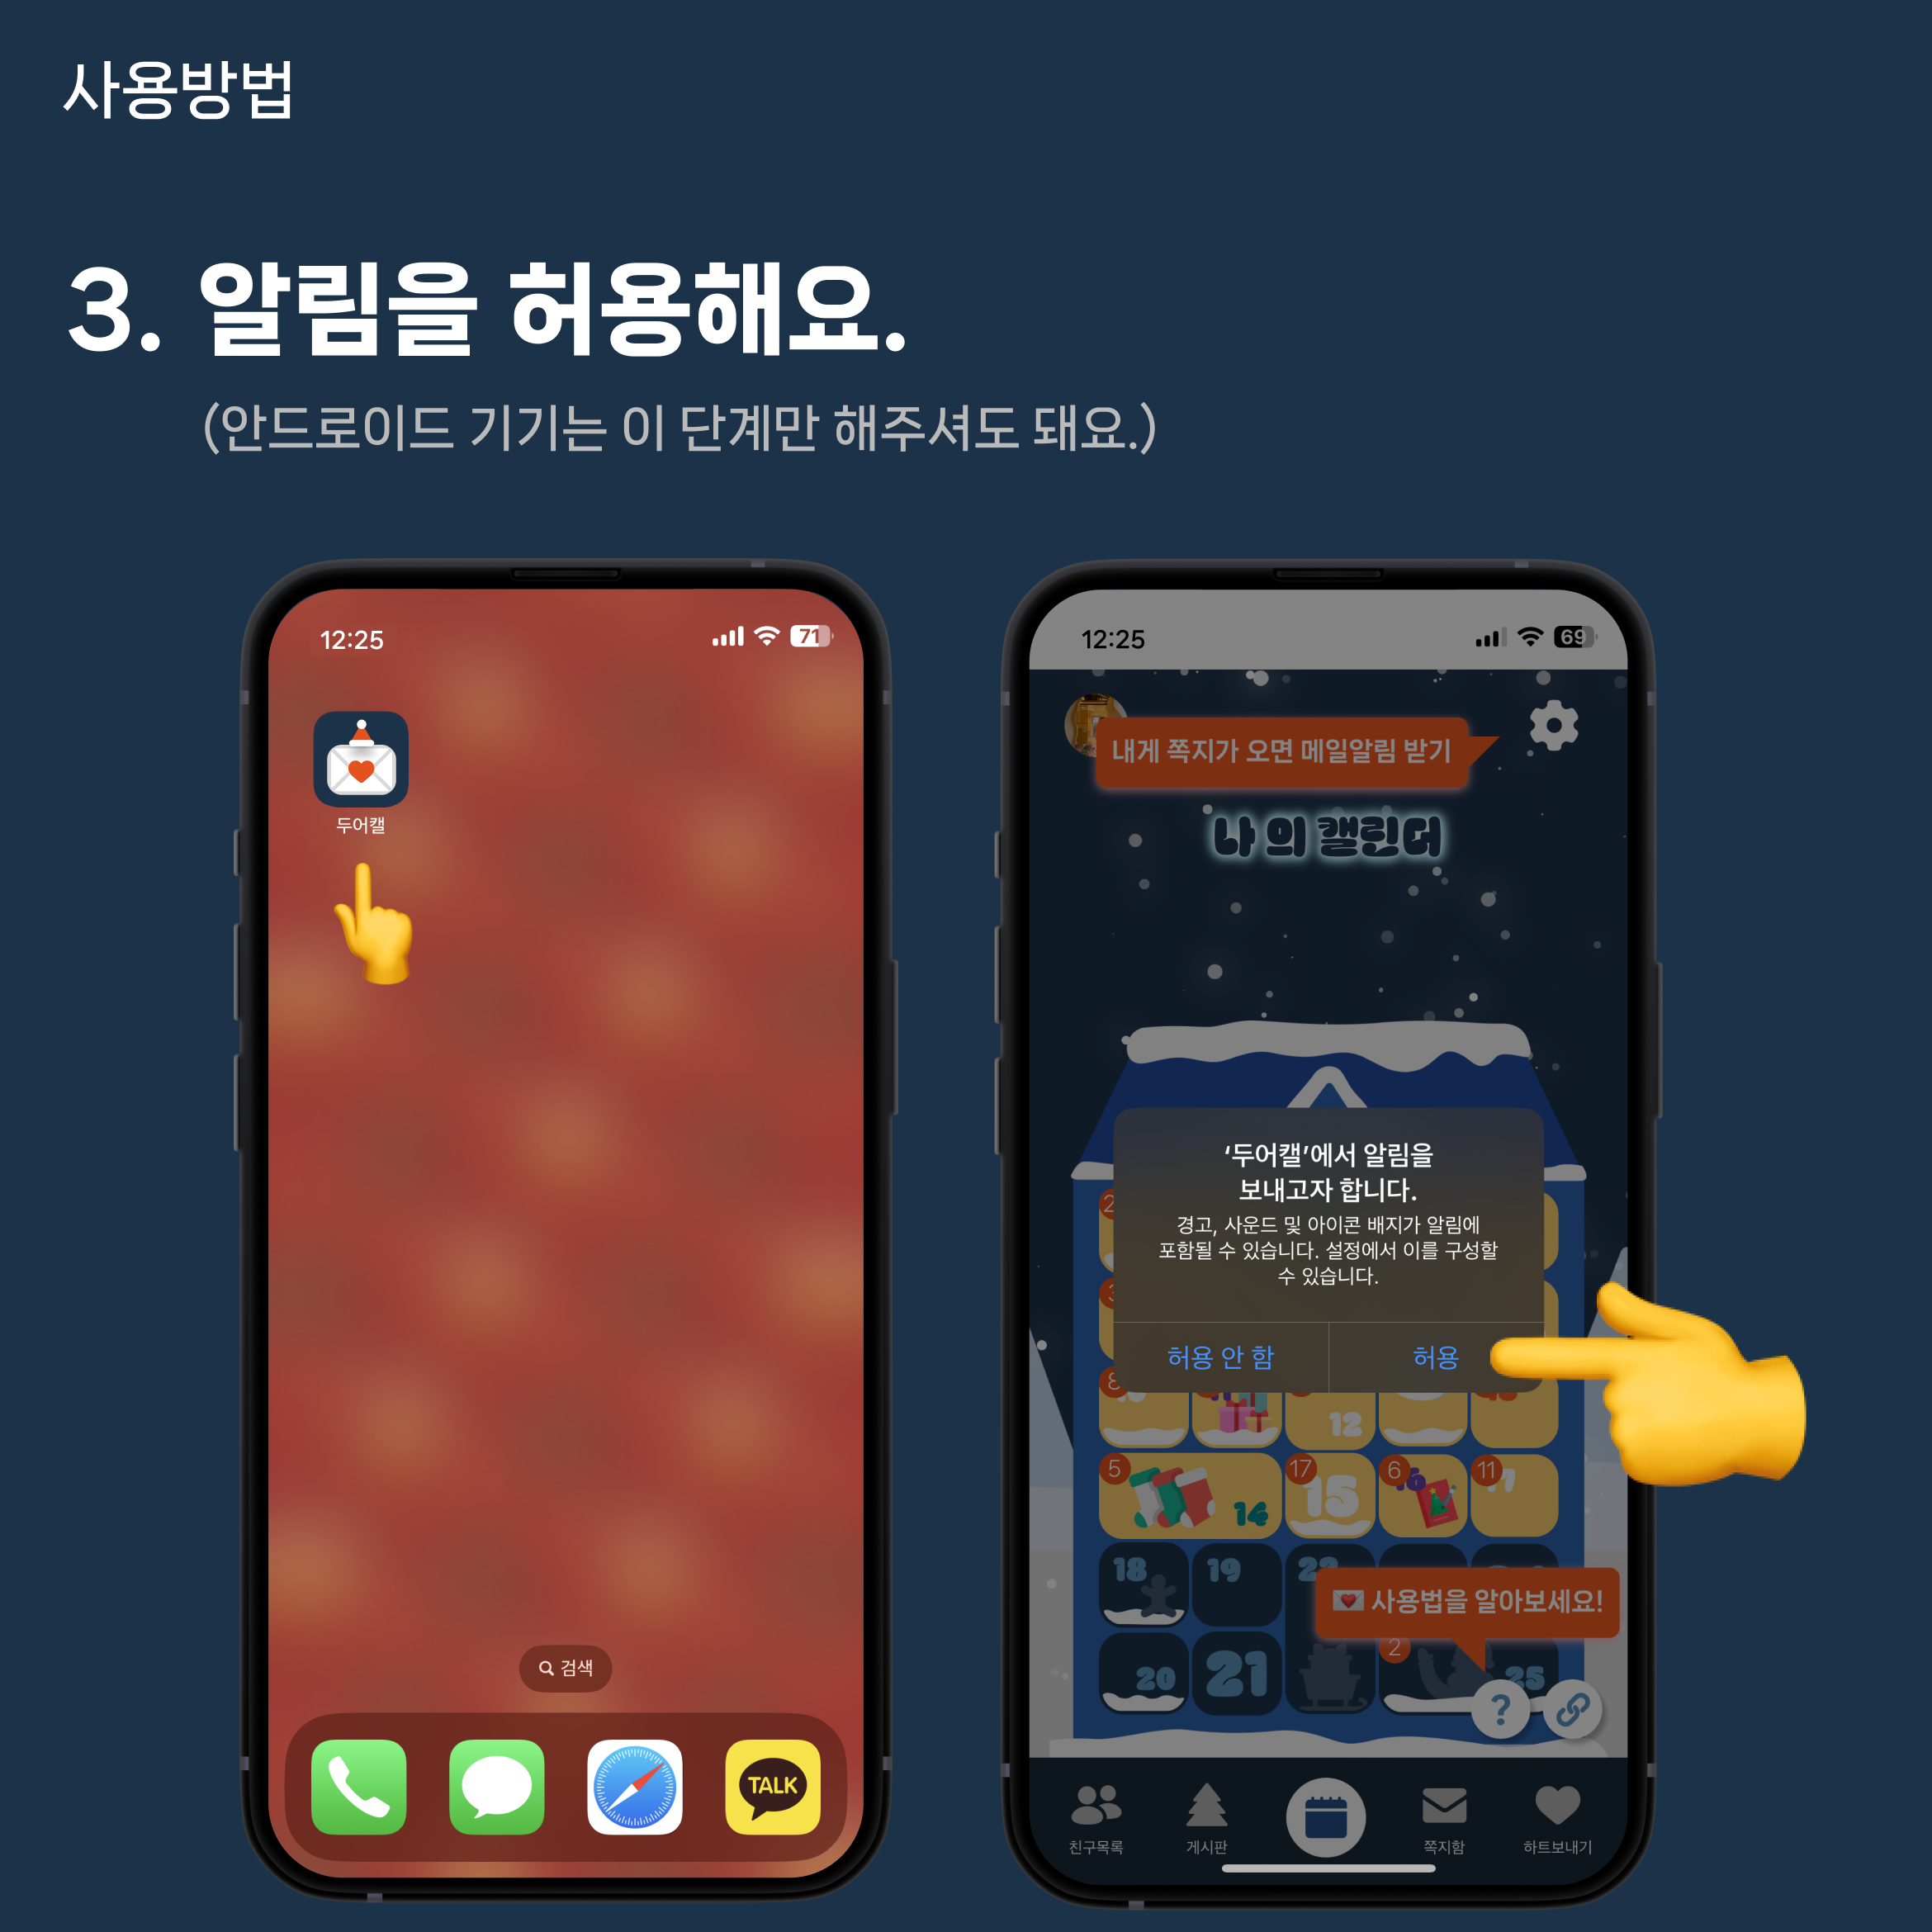 사용방법
3. 알림을 허용해요.
(안드로이드 기기는 이 단계만 해주셔도 돼요.)
12:25
71
두어캘
검색
TALK
12:25
69
내게 쪽지가 오면 메일알림 받기
나의 캘린더
‘두어캘’에서 알림을
보내고자 합니다.
경고, 사운드 및 아이콘 배지가 알림에
포함될 수 있습니다. 설정에서 이를 구성할
수 있습니다.
허용 안 함
허용
8
12
5
14
17
15
6
16
11
17
18
19
22
💌 사용법을 알아보세요!
20
21
2
25
?
친구목록
게시판
쪽지함
하트보내기